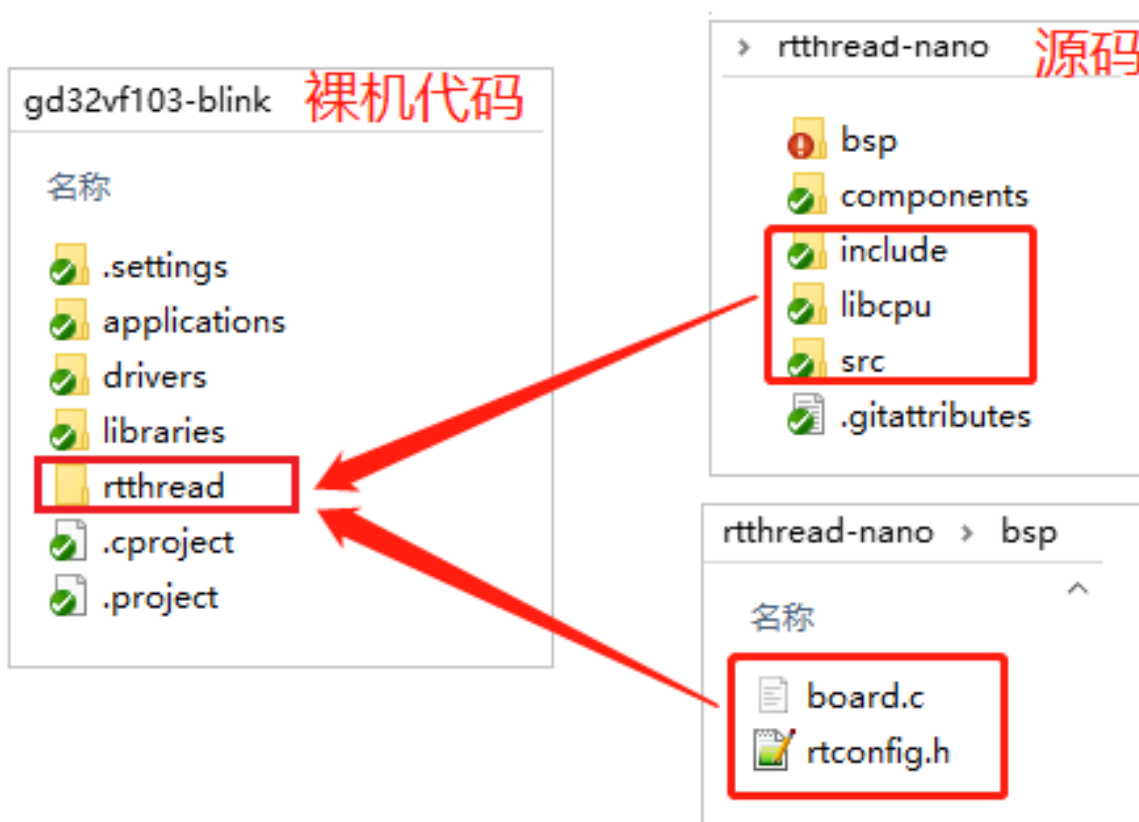 gd32vf103-blink 裸机代码
名称
.settings
applications
drivers
libraries
rtthread
.cproject
.project
> rtthread-nano 源码
bsp
components
include
libcpu
src
.gitattributes
rtthread-nano > bsp
名称
board.c
rtconfig.h